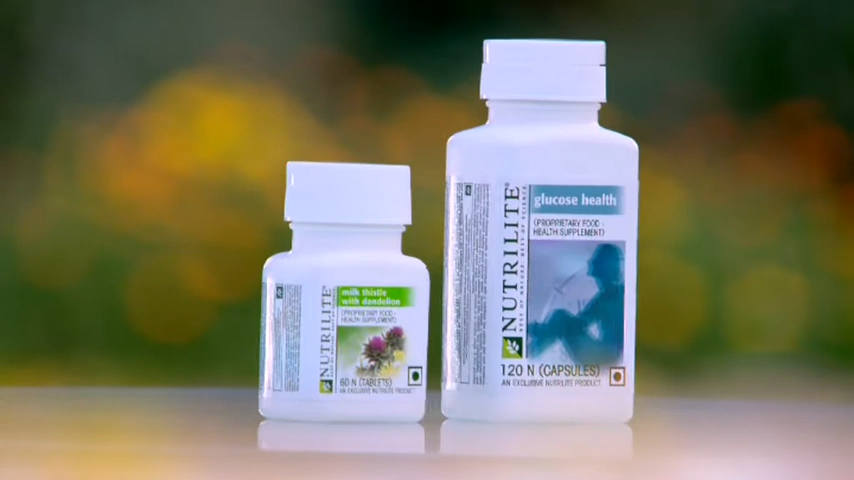 NUTRILITE
milk thistle
with dandelion
(PROPRIETARY FOOD -
HEALTH SUPPLEMENT)
60 N (TABLETS)
AN EXCLUSIVE NUTRILITE PRODUCT
NUTRILITE®
BEST OF NATURE. BEST OF SCIENCE.
glucose health
(PROPRIETARY FOOD -
HEALTH SUPPLEMENT)
120 N (CAPSULES)
AN EXCLUSIVE NUTRILITE PRODUCT